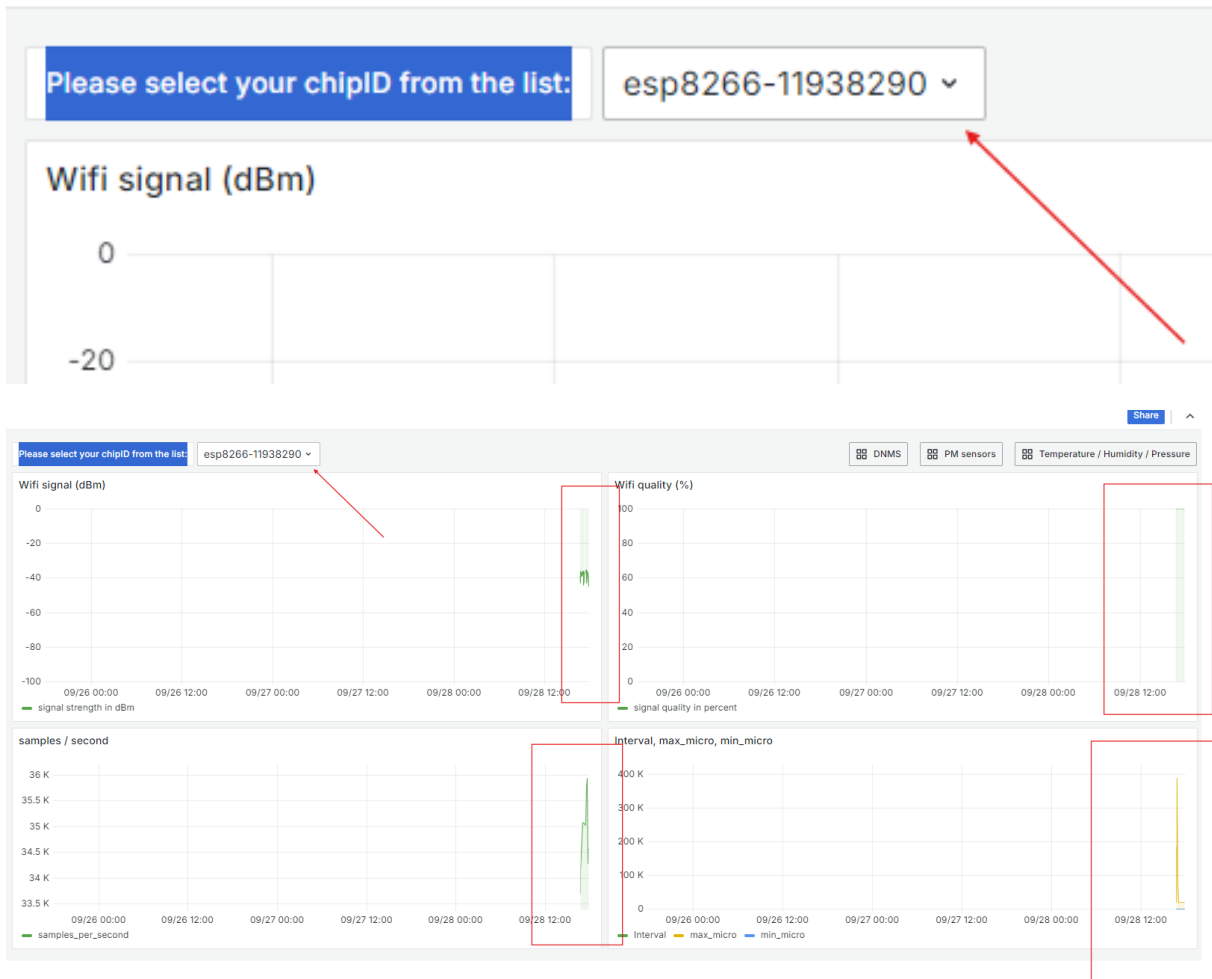 Please select your chipID from the list: esp8266-11938290
Wifi signal (dBm)
0
-20
Share
Please select your chipID from the list: esp8266-11938290 DNMS PM sensors Temperature / Humidity / Pressure
Wifi signal (dBm)
0
-20
-40
-60
-80
-100
09/26 00:00 09/26 12:00 09/27 00:00 09/27 12:00 09/28 00:00 09/28 12:00
signal strength in dBm
Wifi quality (%)
100
80
60
40
20
0
09/26 00:00 09/26 12:00 09/27 00:00 09/27 12:00 09/28 00:00 09/28 12:00
signal quality in percent
samples / second
36 K
35.5 K
35 K
34.5 K
34 K
33.5 K
09/26 00:00 09/26 12:00 09/27 00:00 09/27 12:00 09/28 00:00 09/28 12:00
samples_per_second
Interval, max_micro, min_micro
400 K
300 K
200 K
100 K
0
09/26 00:00 09/26 12:00 09/27 00:00 09/27 12:00 09/28 00:00 09/28 12:00
Interval max_micro min_micro